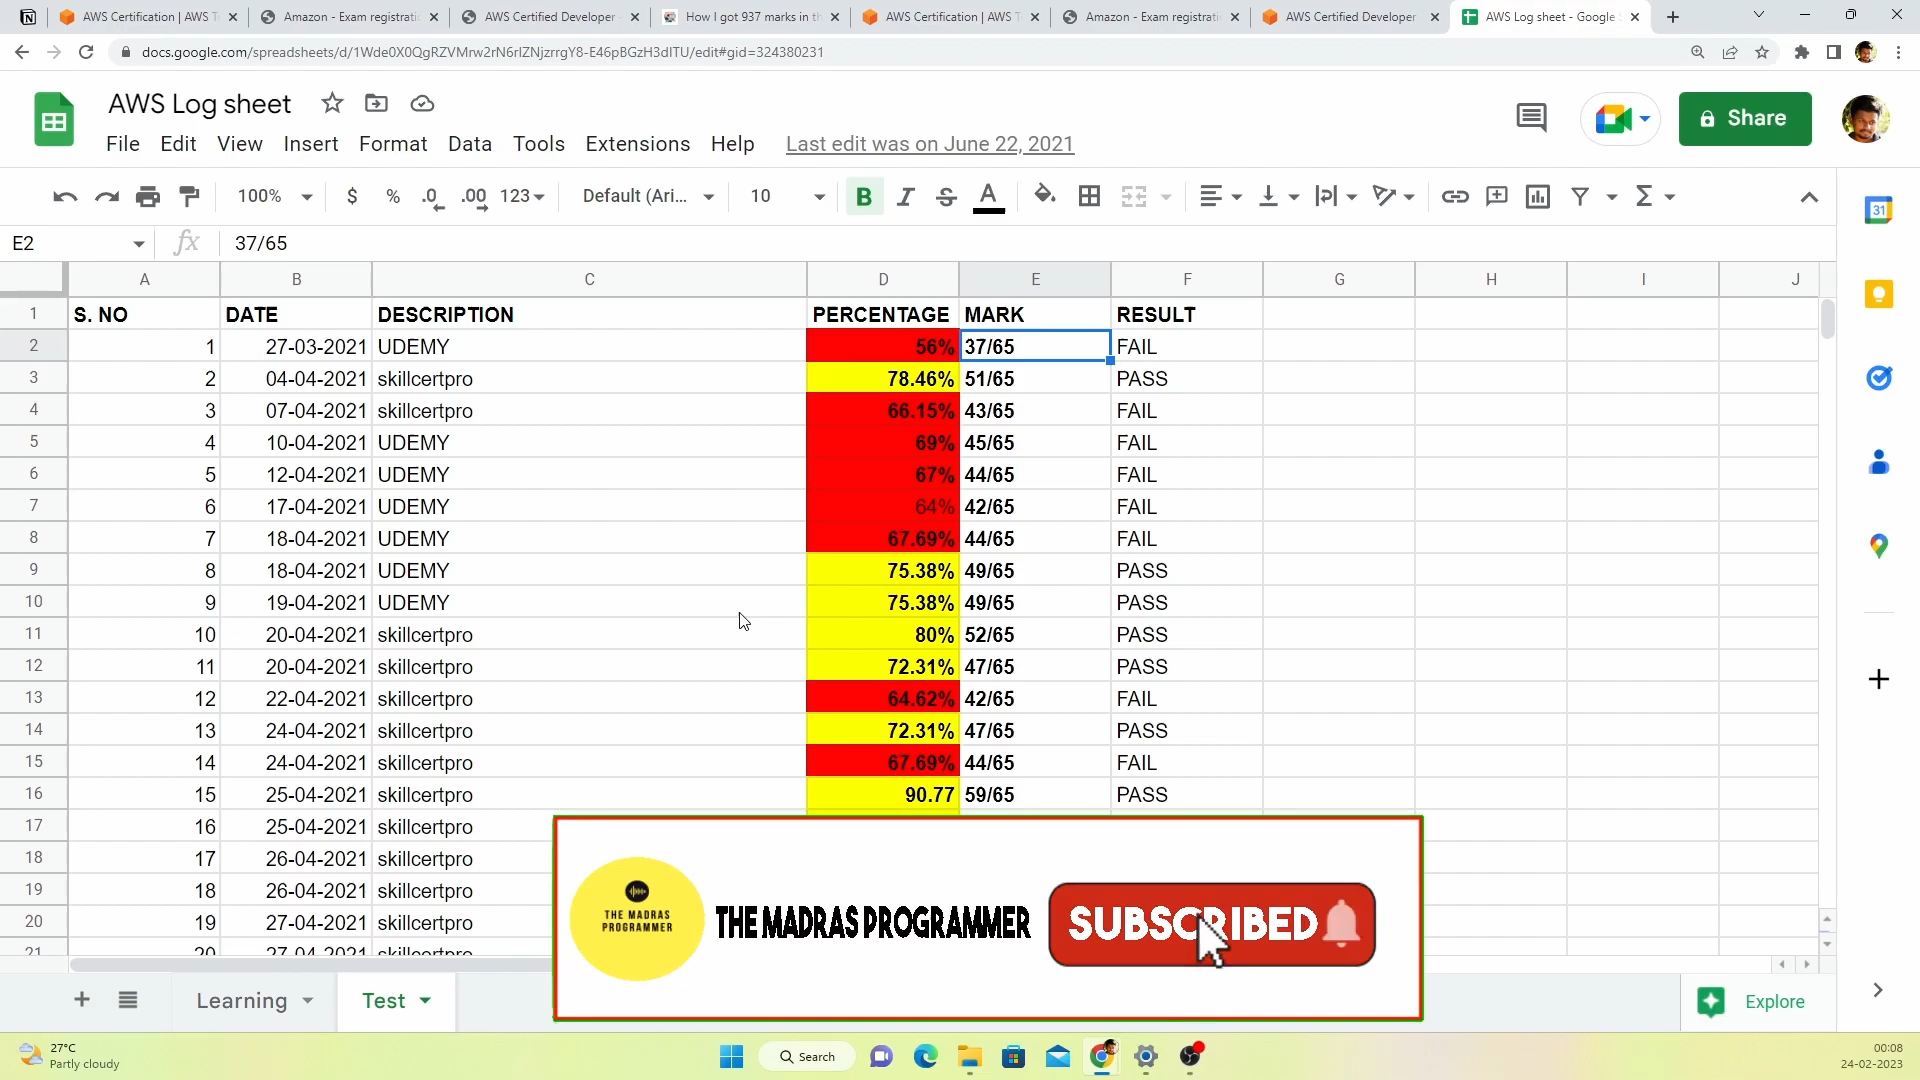 AWS Certification | AWS T
Amazon - Exam registrati
AWS Certified Developer -
How I got 937 marks in th
AWS Certification | AWS T
Amazon - Exam registrati
AWS Certified Developer
AWS Log sheet - Google S
docs.google.com/spreadsheets/d/1Wde0X0QgRZVMrw2rN6rIZNjzrrgY8-E46pBGzH3dITU/edit#gid=324380231
AWS Log sheet
Share
File Edit View Insert Format Data Tools Extensions Help Last edit was on June 22, 2021
100% $ % .0 .00 123 Default (Ari... 10 B I S A Σ
31
E2 fx 37/65
A B C D E F G H I J
1 S. NO DATE DESCRIPTION PERCENTAGE MARK RESULT
2 1 27-03-2021 UDEMY 56% 37/65 FAIL
3 2 04-04-2021 skillcertpro 78.46% 51/65 PASS
4 3 07-04-2021 skillcertpro 66.15% 43/65 FAIL
5 4 10-04-2021 UDEMY 69% 45/65 FAIL
6 5 12-04-2021 UDEMY 67% 44/65 FAIL
7 6 17-04-2021 UDEMY 64% 42/65 FAIL
8 7 18-04-2021 UDEMY 67.69% 44/65 FAIL
9 8 18-04-2021 UDEMY 75.38% 49/65 PASS
10 9 19-04-2021 UDEMY 75.38% 49/65 PASS
11 10 20-04-2021 skillcertpro 80% 52/65 PASS
12 11 20-04-2021 skillcertpro 72.31% 47/65 PASS
13 12 22-04-2021 skillcertpro 64.62% 42/65 FAIL
14 13 24-04-2021 skillcertpro 72.31% 47/65 PASS
15 14 24-04-2021 skillcertpro 67.69% 44/65 FAIL
16 15 25-04-2021 skillcertpro 90.77 59/65 PASS
17 16 25-04-2021 skillcertpro
18 17 26-04-2021 skillcertpro
19 18 26-04-2021 skillcertpro
20 19 27-04-2021 skillcertpro
21 20 27-04-2021 skillcertpro
THE MADRAS
PROGRAMMER
THE MADRAS PROGRAMMER
SUBSCRIBED
Learning Test
Explore
27°C
Partly cloudy
Search
00:08
24-02-2023